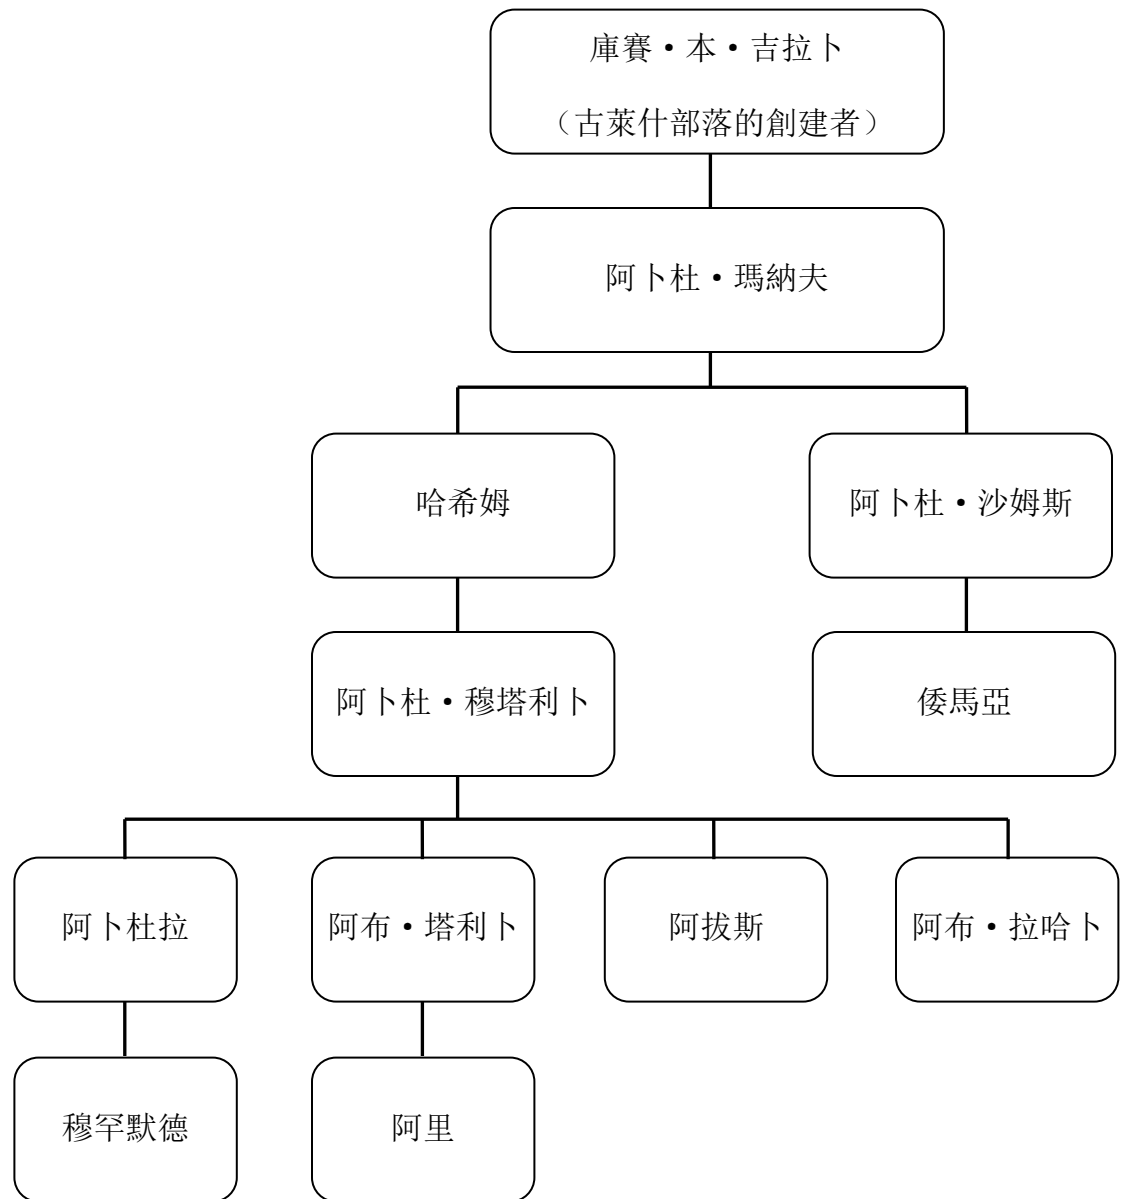 庫賽•本•吉拉卜
（古萊什部落的創建者）
阿卜杜•瑪納夫
哈希姆
阿卜杜•沙姆斯
阿卜杜•穆塔利卜
倭馬亞
阿卜杜拉
阿布•塔利卜
阿拔斯
阿布•拉哈卜
穆罕默德
阿里